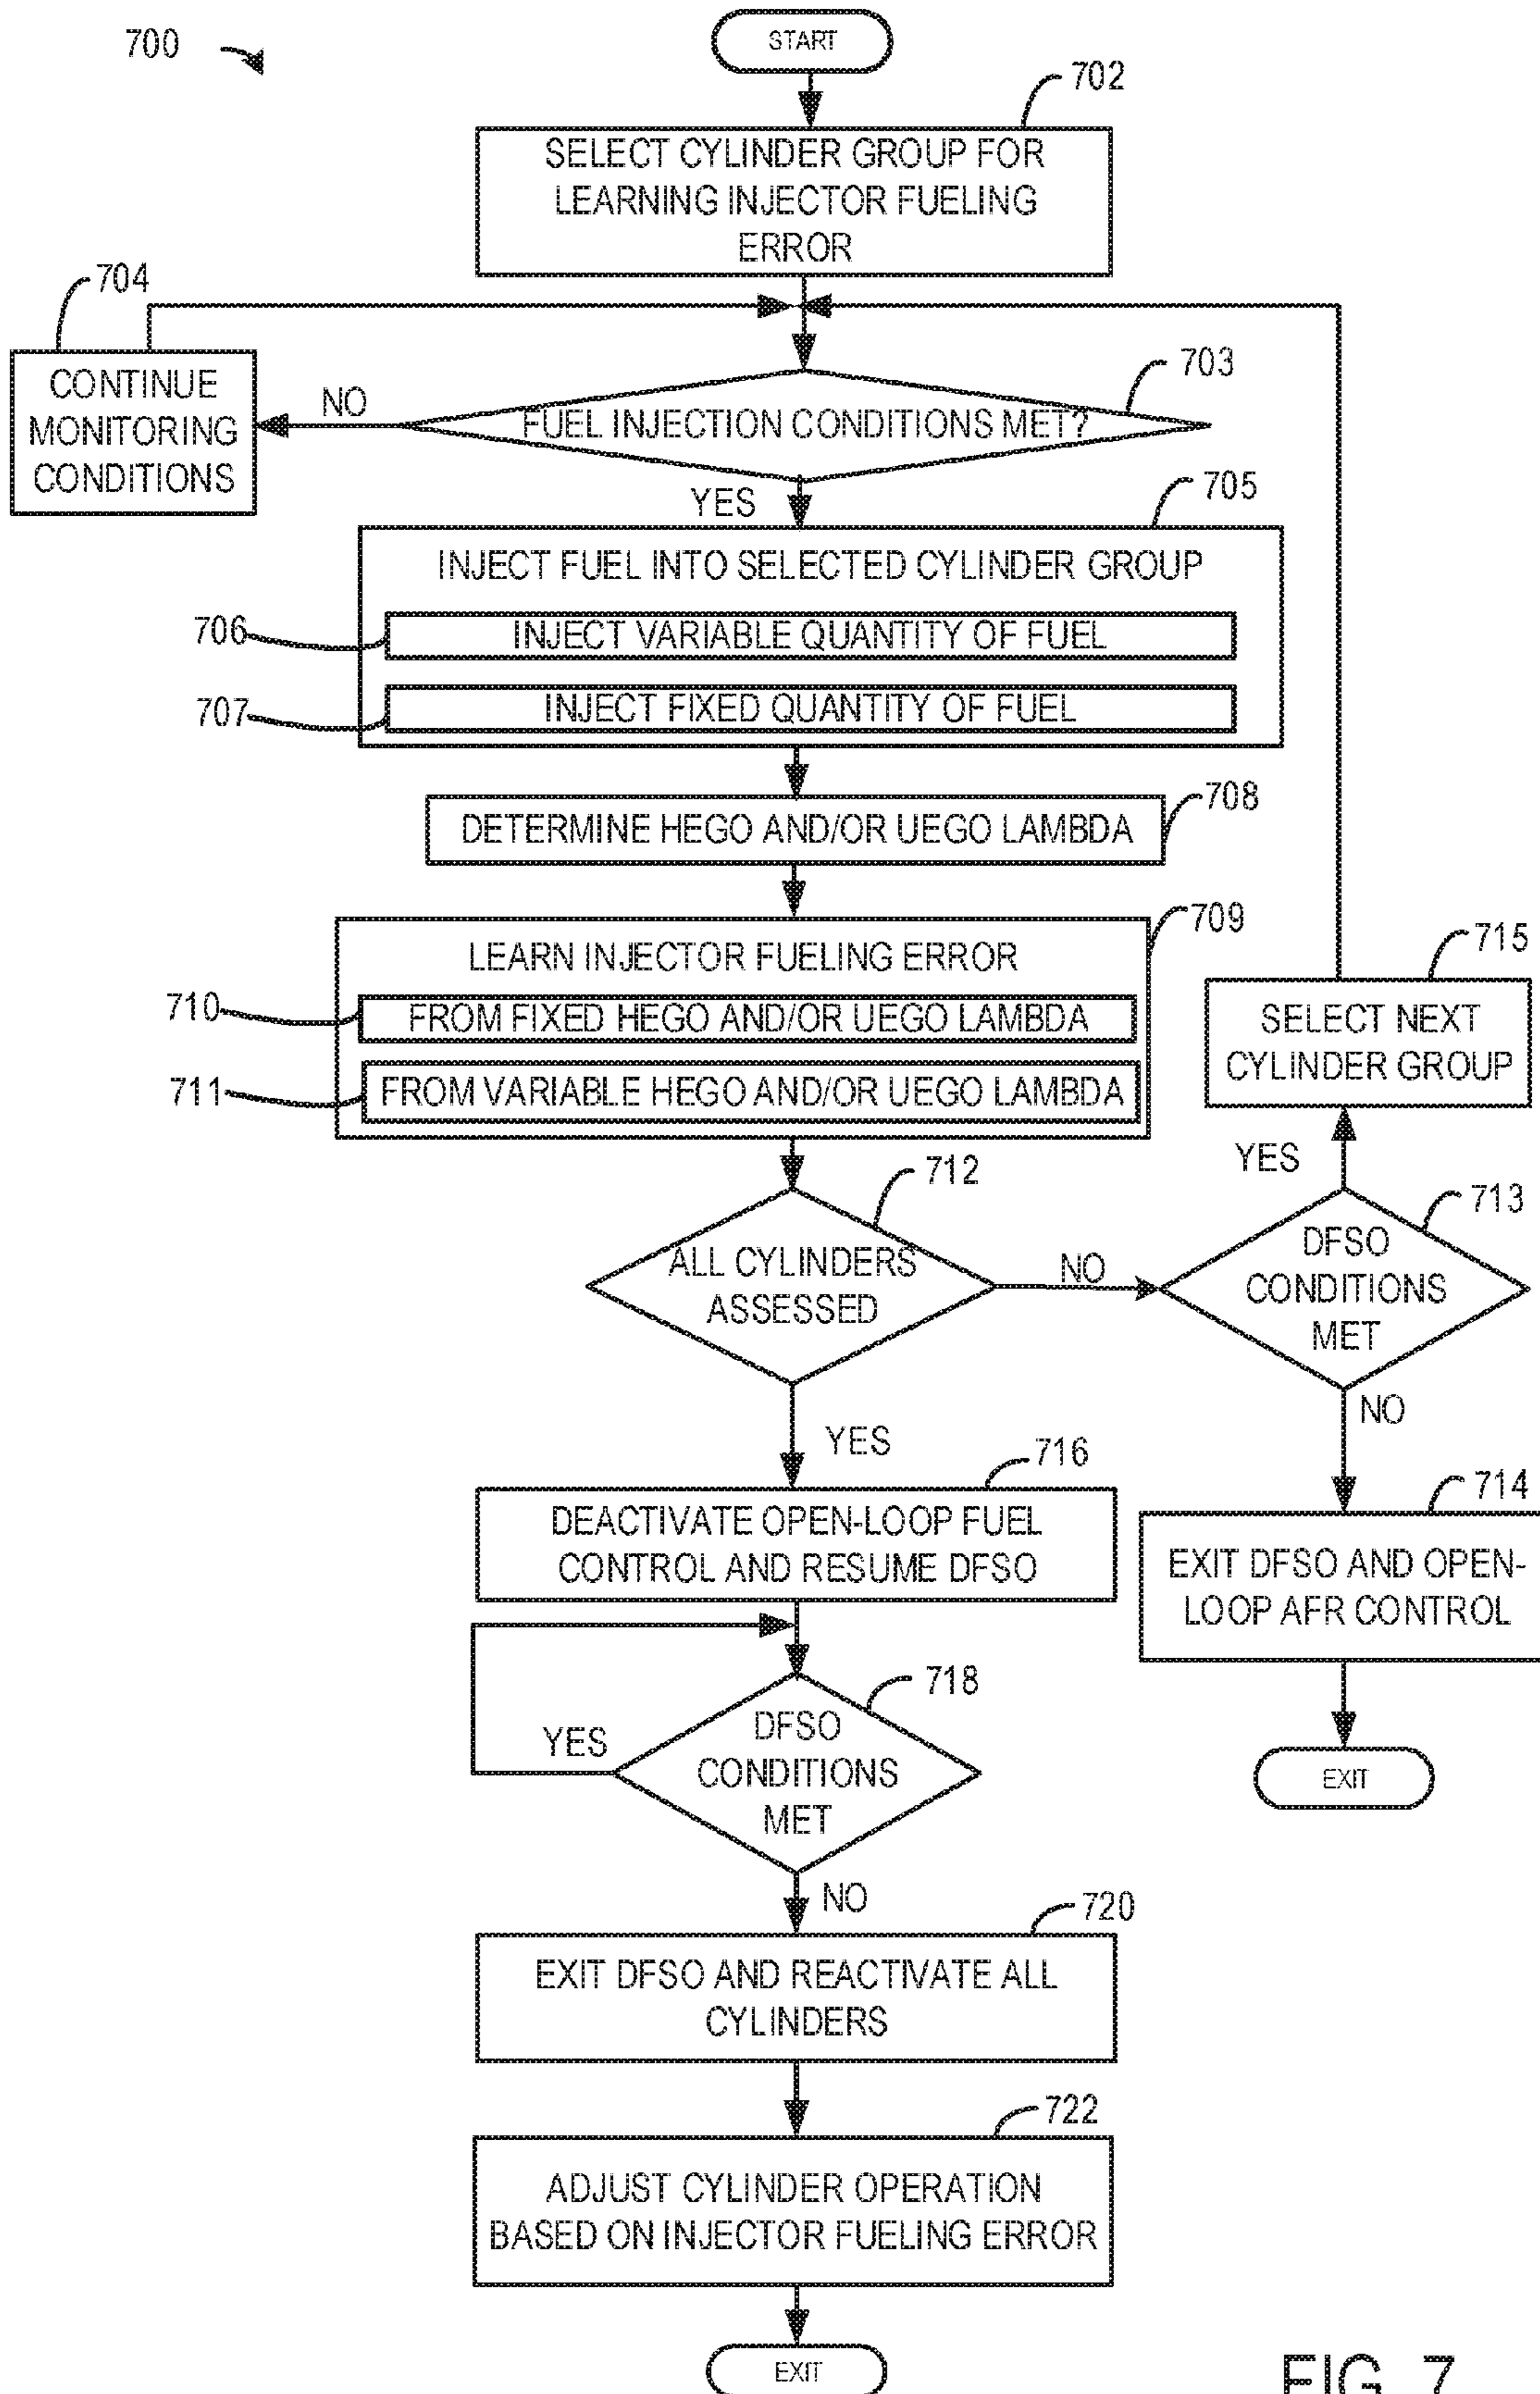 700
START
702
SELECT CYLINDER GROUP FOR
LEARNING INJECTOR FUELING
ERROR
704
CONTINUE
MONITORING
CONDITIONS
NO
703
FUEL INJECTION CONDITIONS MET?
YES
705
INJECT FUEL INTO SELECTED CYLINDER GROUP
706
INJECT VARIABLE QUANTITY OF FUEL
707
INJECT FIXED QUANTITY OF FUEL
708
DETERMINE HEGO AND/OR UEGO LAMBDA
709
LEARN INJECTOR FUELING ERROR
710
FROM FIXED HEGO AND/OR UEGO LAMBDA
711
FROM VARIABLE HEGO AND/OR UEGO LAMBDA
715
SELECT NEXT
CYLINDER GROUP
YES
712
ALL CYLINDERS
ASSESSED
NO
713
DFSO
CONDITIONS
MET
NO
YES
716
DEACTIVATE OPEN-LOOP FUEL
CONTROL AND RESUME DFSO
714
EXIT DFSO AND OPEN-
LOOP AFR CONTROL
EXIT
718
DFSO
CONDITIONS
MET
YES
NO
720
EXIT DFSO AND REACTIVATE ALL
CYLINDERS
722
ADJUST CYLINDER OPERATION
BASED ON INJECTOR FUELING ERROR
EXIT
FIG. 7